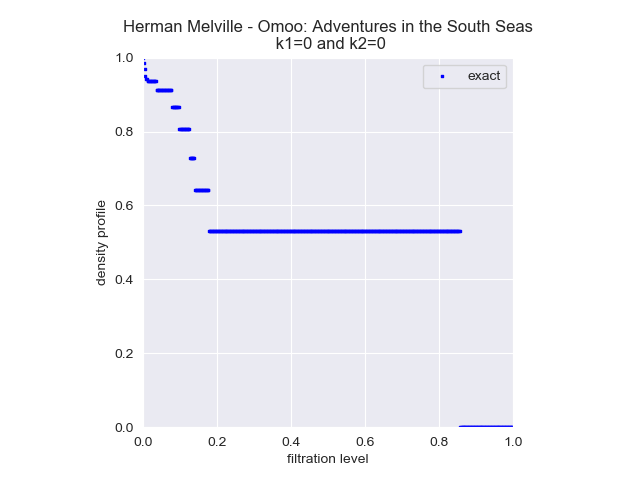 Herman Melville - Omoo: Adventures in the South Seas
k1=0 and k2=0
exact
1.0
0.8
0.6
0.4
0.2
0.0
density profile
0.0 0.2 0.4 0.6 0.8 1.0
filtration level